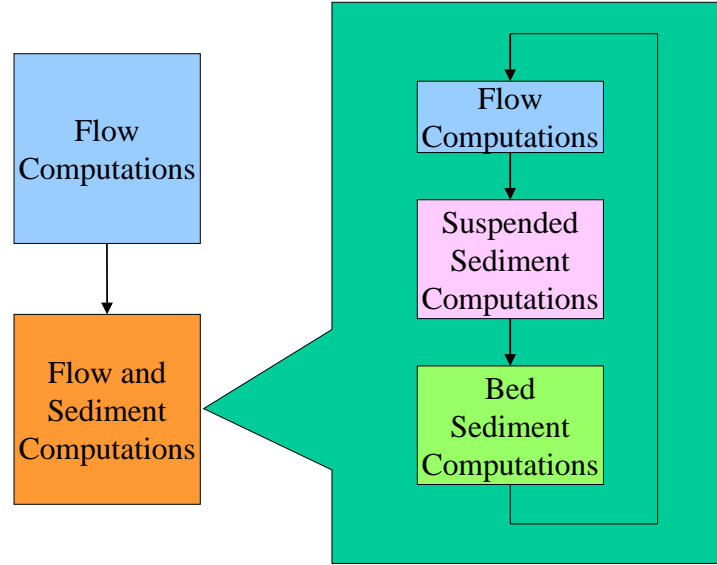 Flow
Computations
Flow and
Sediment
Computations
Flow
Computations
Suspended
Sediment
Computations
Bed
Sediment
Computations